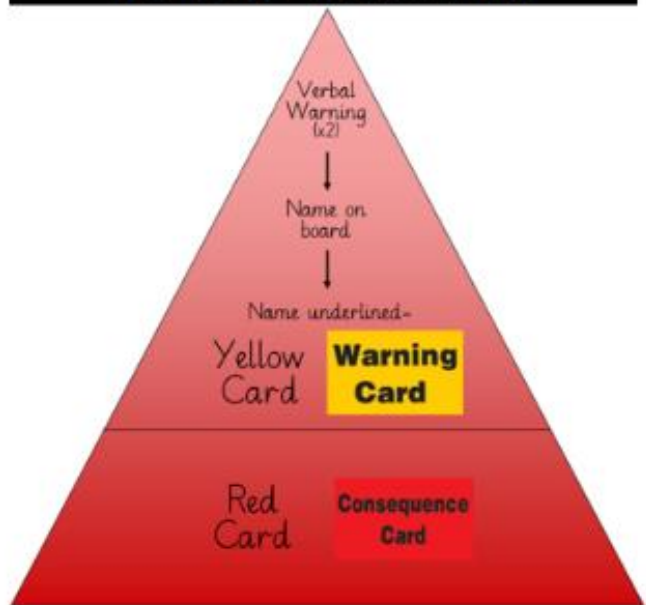 Verbal
Warning
(x2)
Name on
board
Name underlined-
Yellow
Card
Warning
Card
Red
Card
Consequence
Card